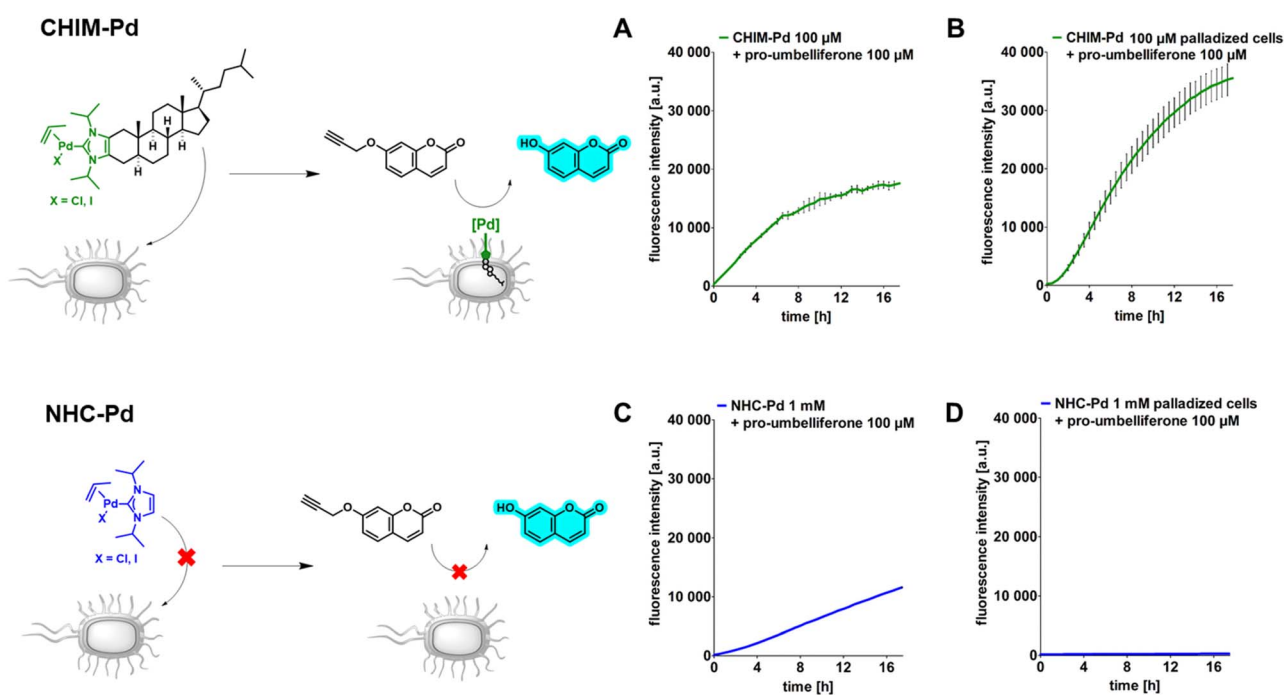 CHIM-Pd
N
Pd
X
N
H
H
H
H
X = Cl, I
O
O
O
HO
O
O
[Pd]
A
CHIM-Pd 100 µM
+ pro-umbelliferone 100 µM
fluorescence intensity [a.u.]
40 000
30 000
20 000
10 000
0
0 4 8 12 16
time [h]
B
CHIM-Pd 100 µM palladized cells
+ pro-umbelliferone 100 µM
fluorescence intensity [a.u.]
40 000
30 000
20 000
10 000
0
0 4 8 12 16
time [h]
NHC-Pd
N
Pd
X
N
X = Cl, I
O
O
O
HO
O
O
C
NHC-Pd 1 mM
+ pro-umbelliferone 100 µM
fluorescence intensity [a.u.]
40 000
30 000
20 000
10 000
0
0 4 8 12 16
time [h]
D
NHC-Pd 1 mM palladized cells
+ pro-umbelliferone 100 µM
fluorescence intensity [a.u.]
40 000
30 000
20 000
10 000
0
0 4 8 12 16
time [h]